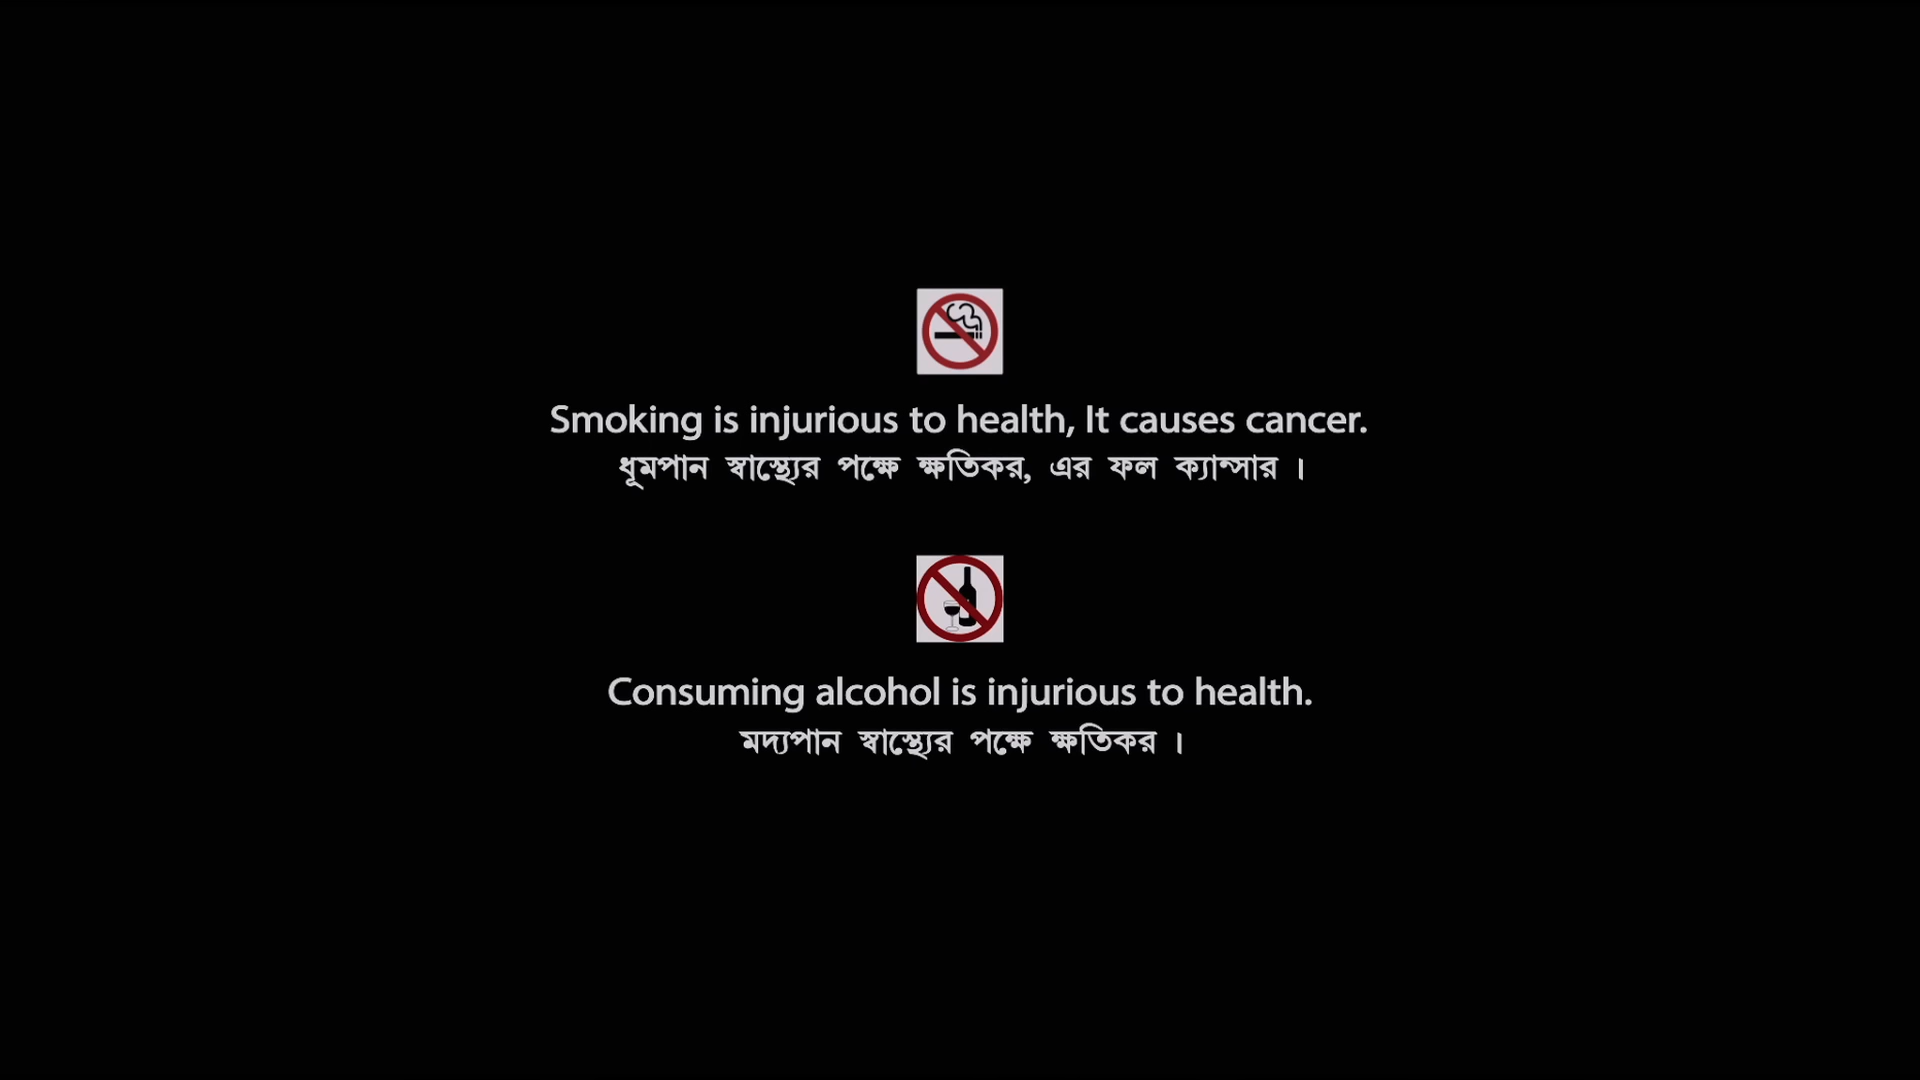 Smoking is injurious to health, It causes cancer.
ধূমপান স্বাস্থ্যের পক্ষে ক্ষতিকর, এর ফল ক্যান্সার ।
Consuming alcohol is injurious to health.
মদ্যপান স্বাস্থ্যের পক্ষে ক্ষতিকর ।